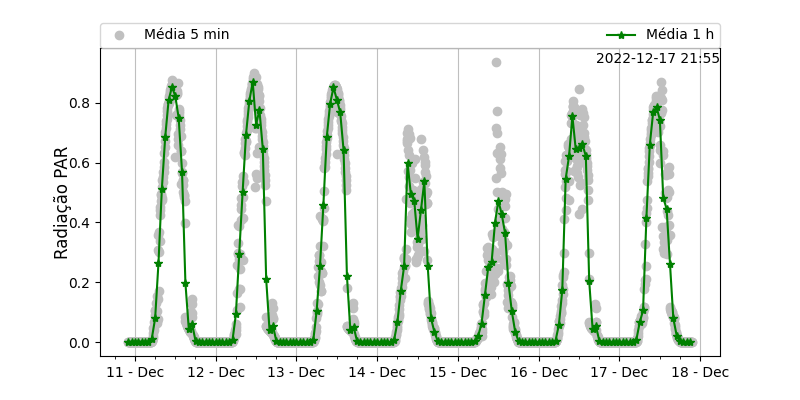 Média 5 min
Média 1 h
2022-12-17 21:55
Radiação PAR
0.8
0.6
0.4
0.2
0.0
11 - Dec
12 - Dec
13 - Dec
14 - Dec
15 - Dec
16 - Dec
17 - Dec
18 - Dec